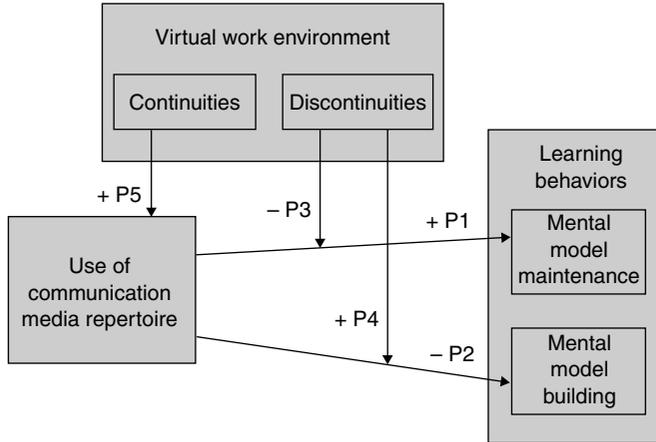 Virtual work environment
Continuities
Discontinuities
+ P5
– P3
+ P4
+ P1
– P2
Use of
communication
media repertoire
Learning
behaviors
Mental
model
maintenance
Mental
model
building